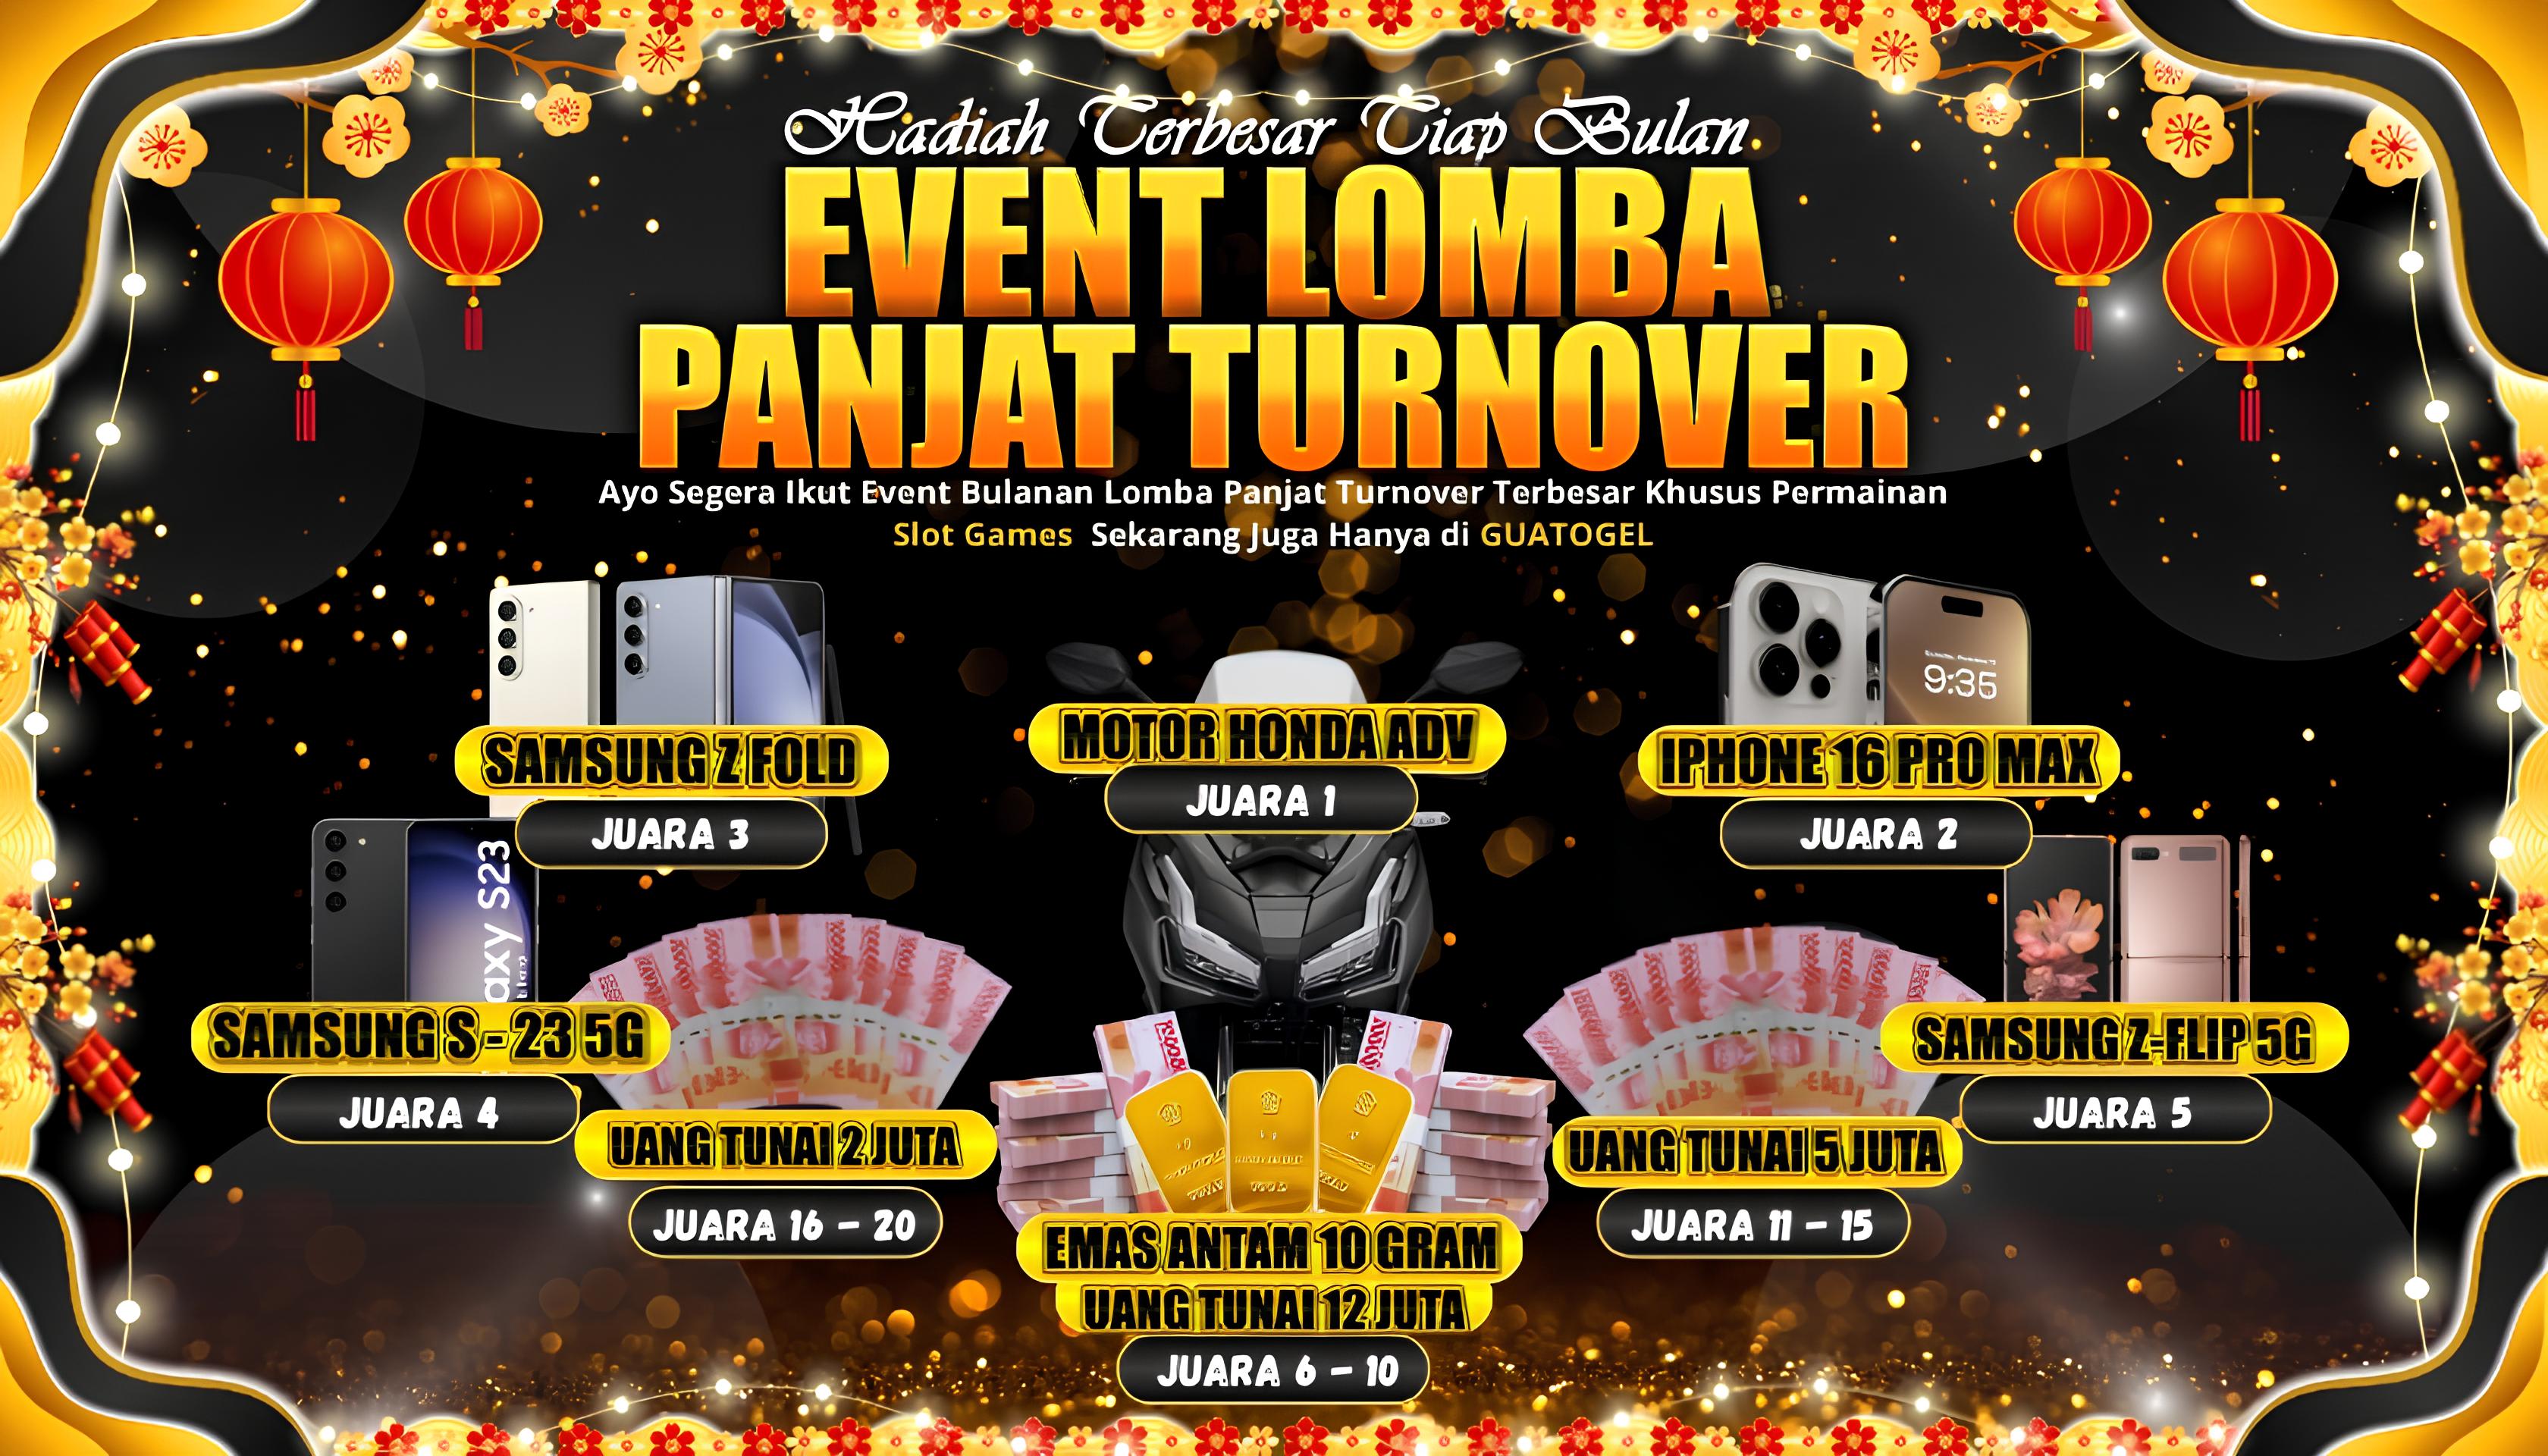 Hadiah Terbesar Tiap Bulan
EVENT LOMBA
PANJAT TURNOVER
Ayo Segera Ikut Event Bulanan Lomba Panjat Turnover Terbesar Khusus Permainan
Slot Games Sekarang Juga Hanya di GUATOGEL
9:35
SAMSUNG Z FOLD
JUARA 3
MOTOR HONDA ADV
JUARA 1
IPHONE 16 PRO MAX
JUARA 2
axy S23
SAMSUNG S - 23 5G
JUARA 4
SAMSUNG Z-FLIP 5G
JUARA 5
UANG TUNAI 2 JUTA
JUARA 16 - 20
UANG TUNAI 5 JUTA
JUARA 11 - 15
EMAS ANTAM 10 GRAM
UANG TUNAI 12 JUTA
JUARA 6 - 10